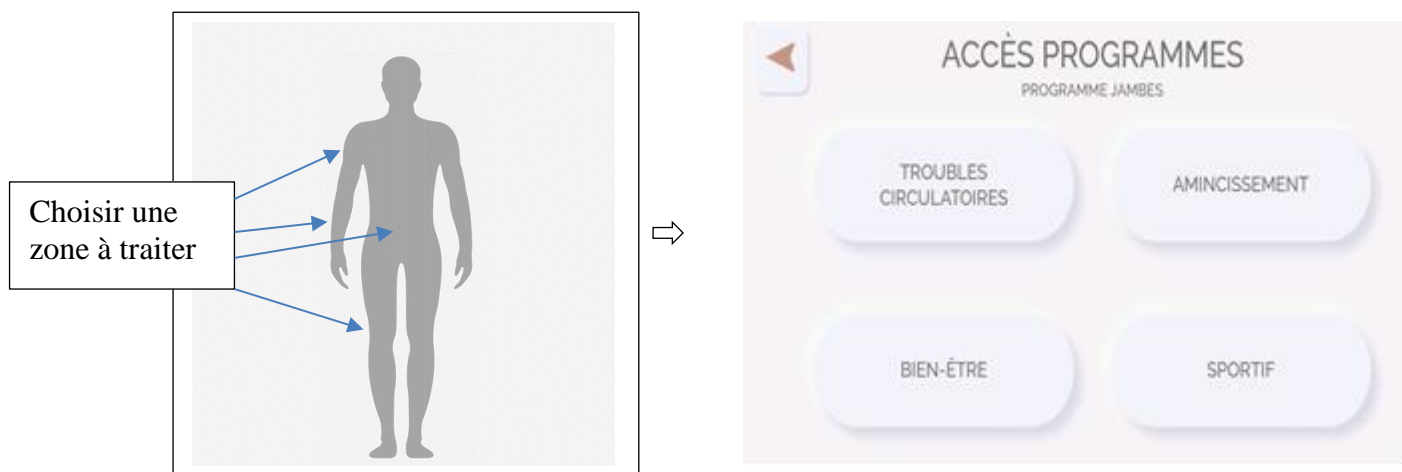 Choisir une
zone à traiter
⇨
ACCÈS PROGRAMMES
PROGRAMME JAMBES
TROUBLES
CIRCULATOIRES
AMINCISSEMENT
BIEN-ÊTRE
SPORTIF